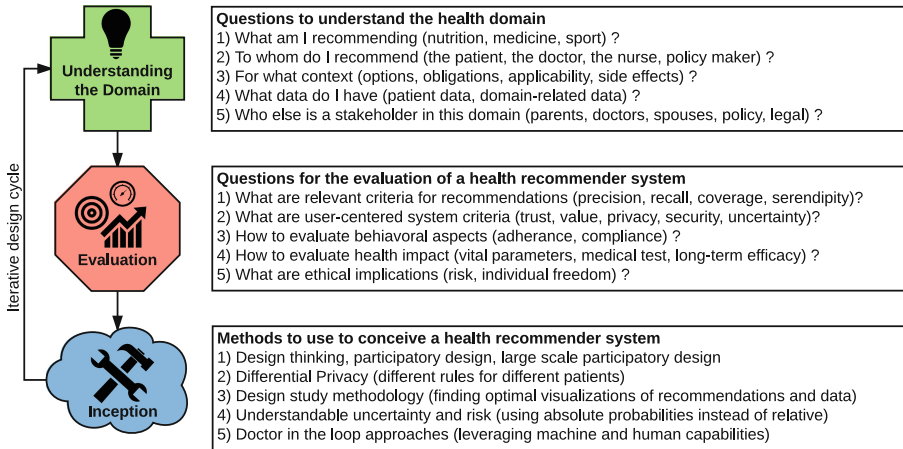 Understanding
the Domain
Questions to understand the health domain
1) What am I recommending (nutrition, medicine, sport) ?
2) To whom do I recommend (the patient, the doctor, the nurse, policy maker) ?
3) For what context (options, obligations, applicability, side effects) ?
4) What data do I have (patient data, domain-related data) ?
5) Who else is a stakeholder in this domain (parents, doctors, spouses, policy, legal) ?
Iterative design cycle
Evaluation
Questions for the evaluation of a health recommender system
1) What are relevant criteria for recommendations (precision, recall, coverage, serendipity)?
2) What are user-centered system criteria (trust, value, privacy, security, uncertainty)?
3) How to evaluate behiavoral aspects (adherance, compliance) ?
4) How to evaluate health impact (vital parameters, medical test, long-term efficacy) ?
5) What are ethical implications (risk, individual freedom) ?
Inception
Methods to use to conceive a health recommender system
1) Design thinking, participatory design, large scale participatory design
2) Differential Privacy (different rules for different patients)
3) Design study methodology (finding optimal visualizations of recommendations and data)
4) Understandable uncertainty and risk (using absolute probabilities instead of relative)
5) Doctor in the loop approaches (leveraging machine and human capabilities)